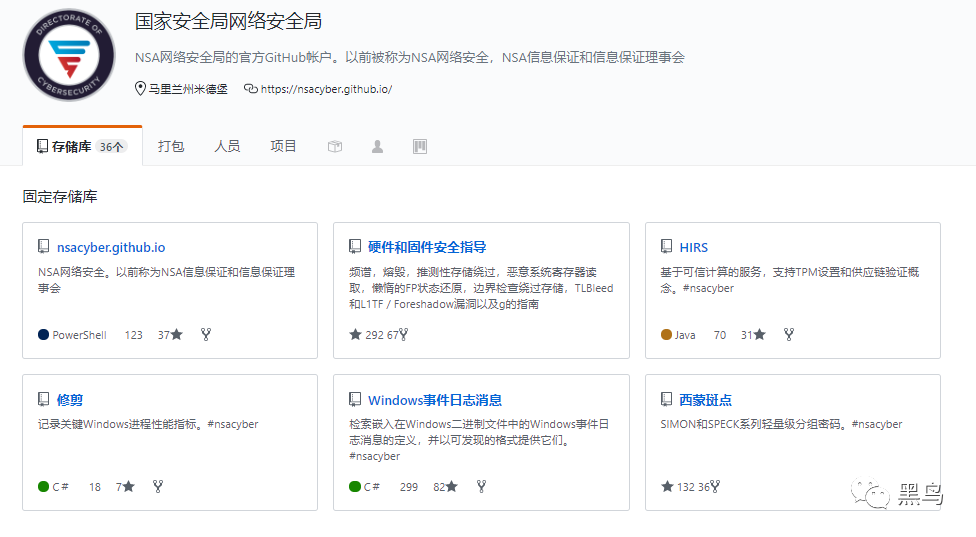 DIRECTORATE OF
CYBERSECURITY
国家安全局网络安全局
NSA网络安全局的官方GitHub帐户。以前被称为NSA网络安全，NSA信息保证和信息保证理事会
马里兰州米德堡 https://nsacyber.github.io/
存储库 36个 打包 人员 项目
固定存储库
nsacyber.github.io
NSA网络安全。以前称为NSA信息保证和信息保证理
事会
PowerShell 123 37
硬件和固件安全指导
频谱，熔毁，推测性存储绕过，恶意系统寄存器读
取，懒惰的FP状态还原，边界检查绕过存储，TLBleed
和L1TF / Foreshadow漏洞以及g的指南
292 67
HIRS
基于可信计算的服务，支持TPM设置和供应链验证概
念。#nsacyber
Java 70 31
修剪
记录关键Windows进程性能指标。#nsacyber
C＃ 18 7
Windows事件日志消息
检索嵌入在Windows二进制文件中的Windows事件日
志消息的定义，并以可发现的格式提供它们。
#nsacyber
C＃ 299 82
西蒙斑点
SIMON和SPECK系列轻量级分组密码。#nsacyber
132 36
黑鸟